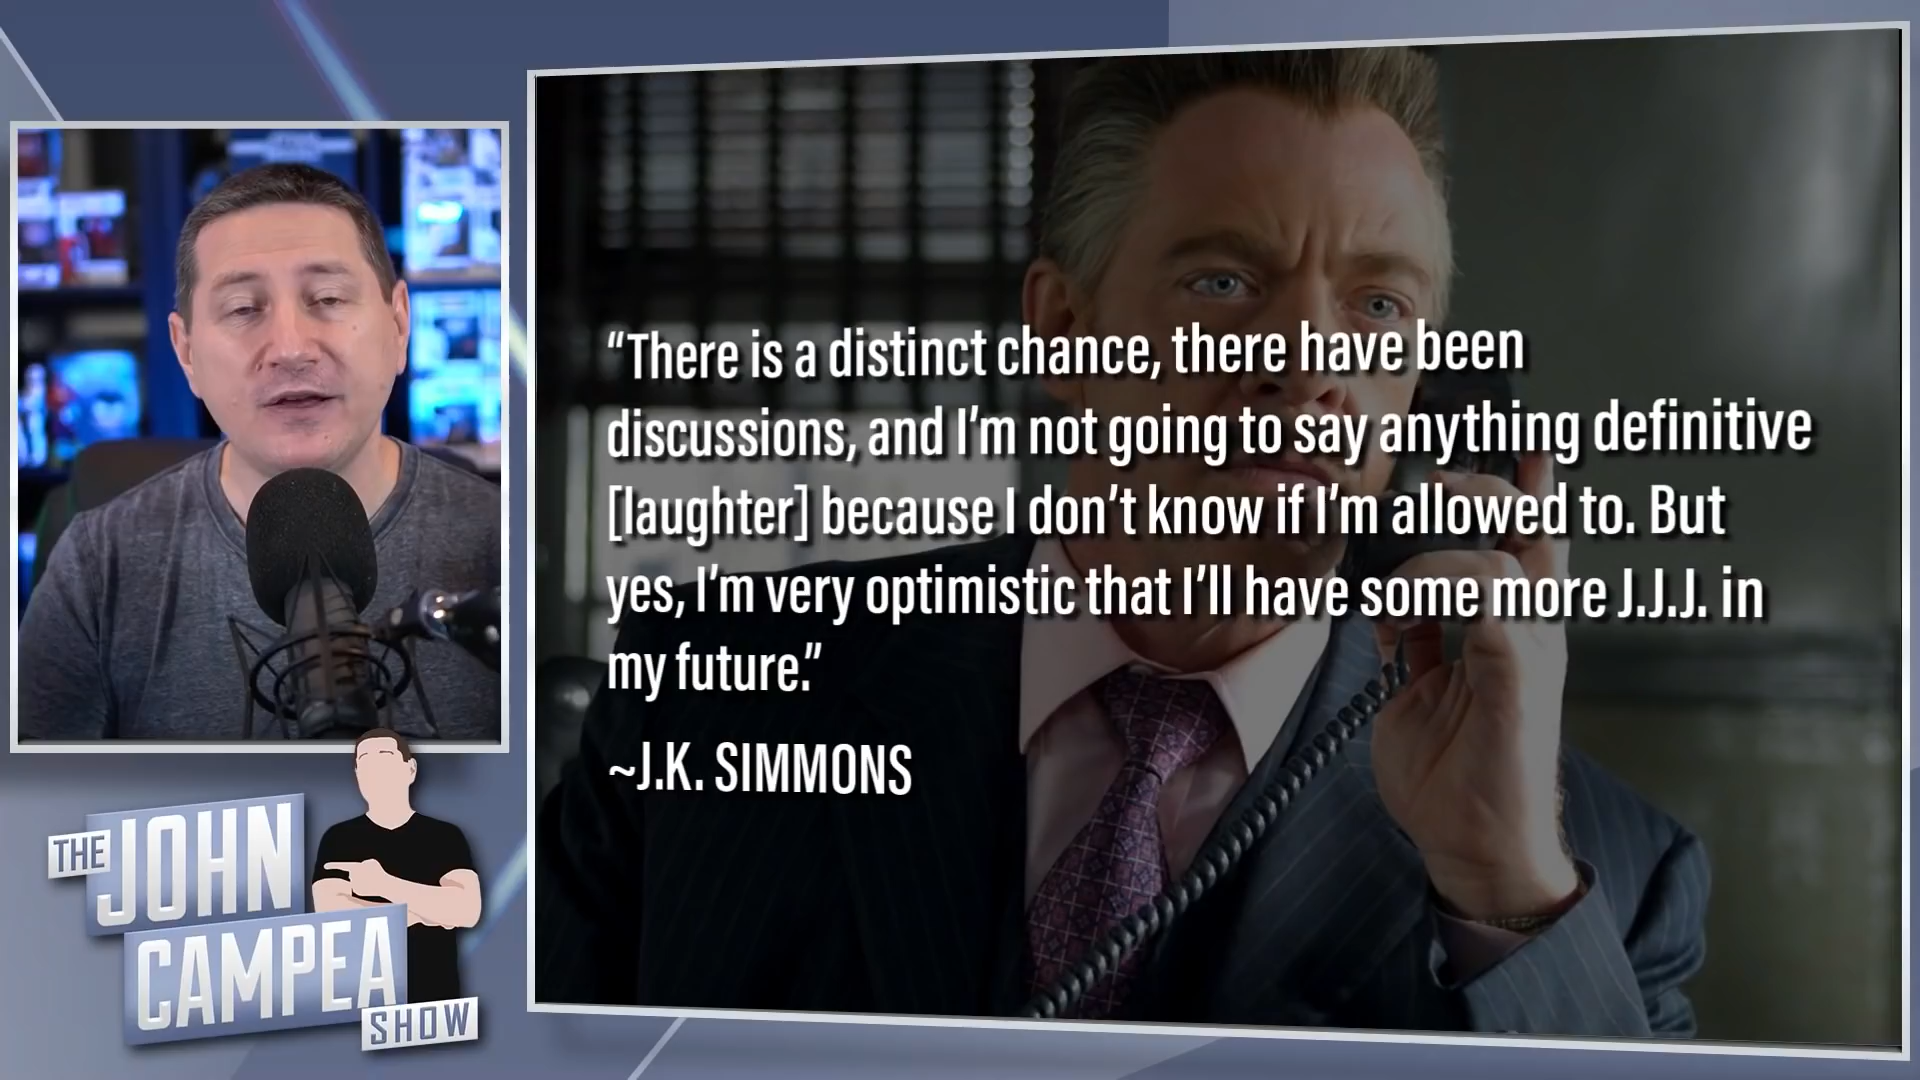 “There is a distinct chance, there have been
discussions, and I’m not going to say anything definitive
[laughter] because I don’t know if I’m allowed to. But
yes, I’m very optimistic that I’ll have some more J.J.J. in
my future.”
~J.K. SIMMONS
THE
JOHN
CAMPEA
SHOW